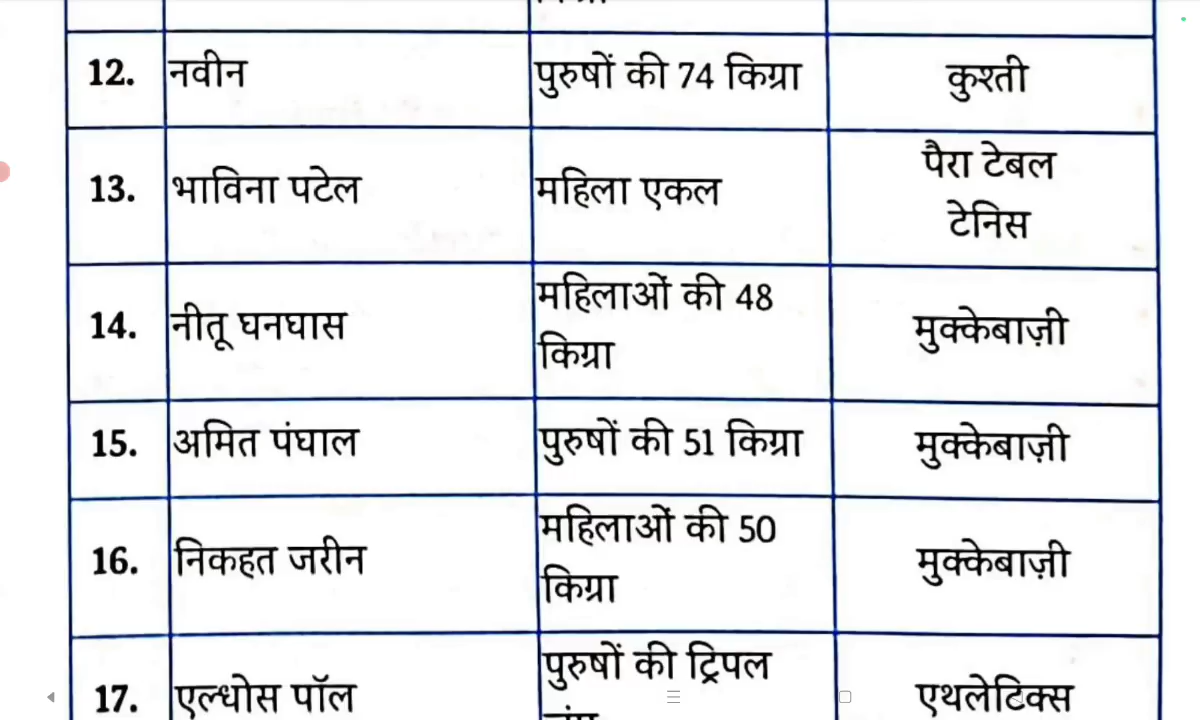 12. नवीन पुरुषों की 74 किग्रा कुश्ती
13. भाविना पटेल महिला एकल पैरा टेबल
टेनिस
14. नीतू घनघास महिलाओं की 48
किग्रा मुक्केबाज़ी
15. अमित पंघाल पुरुषों की 51 किग्रा मुक्केबाज़ी
16. निकहत जरीन महिलाओं की 50
किग्रा मुक्केबाज़ी
17. एल्धोस पॉल पुरुषों की ट्रिपल
एथलेटिक्स